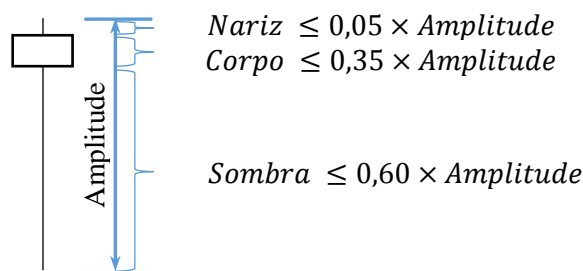 Nariz ≤ 0,05 × Amplitude
Corpo ≤ 0,35 × Amplitude
Amplitude
Sombra ≤ 0,60 × Amplitude